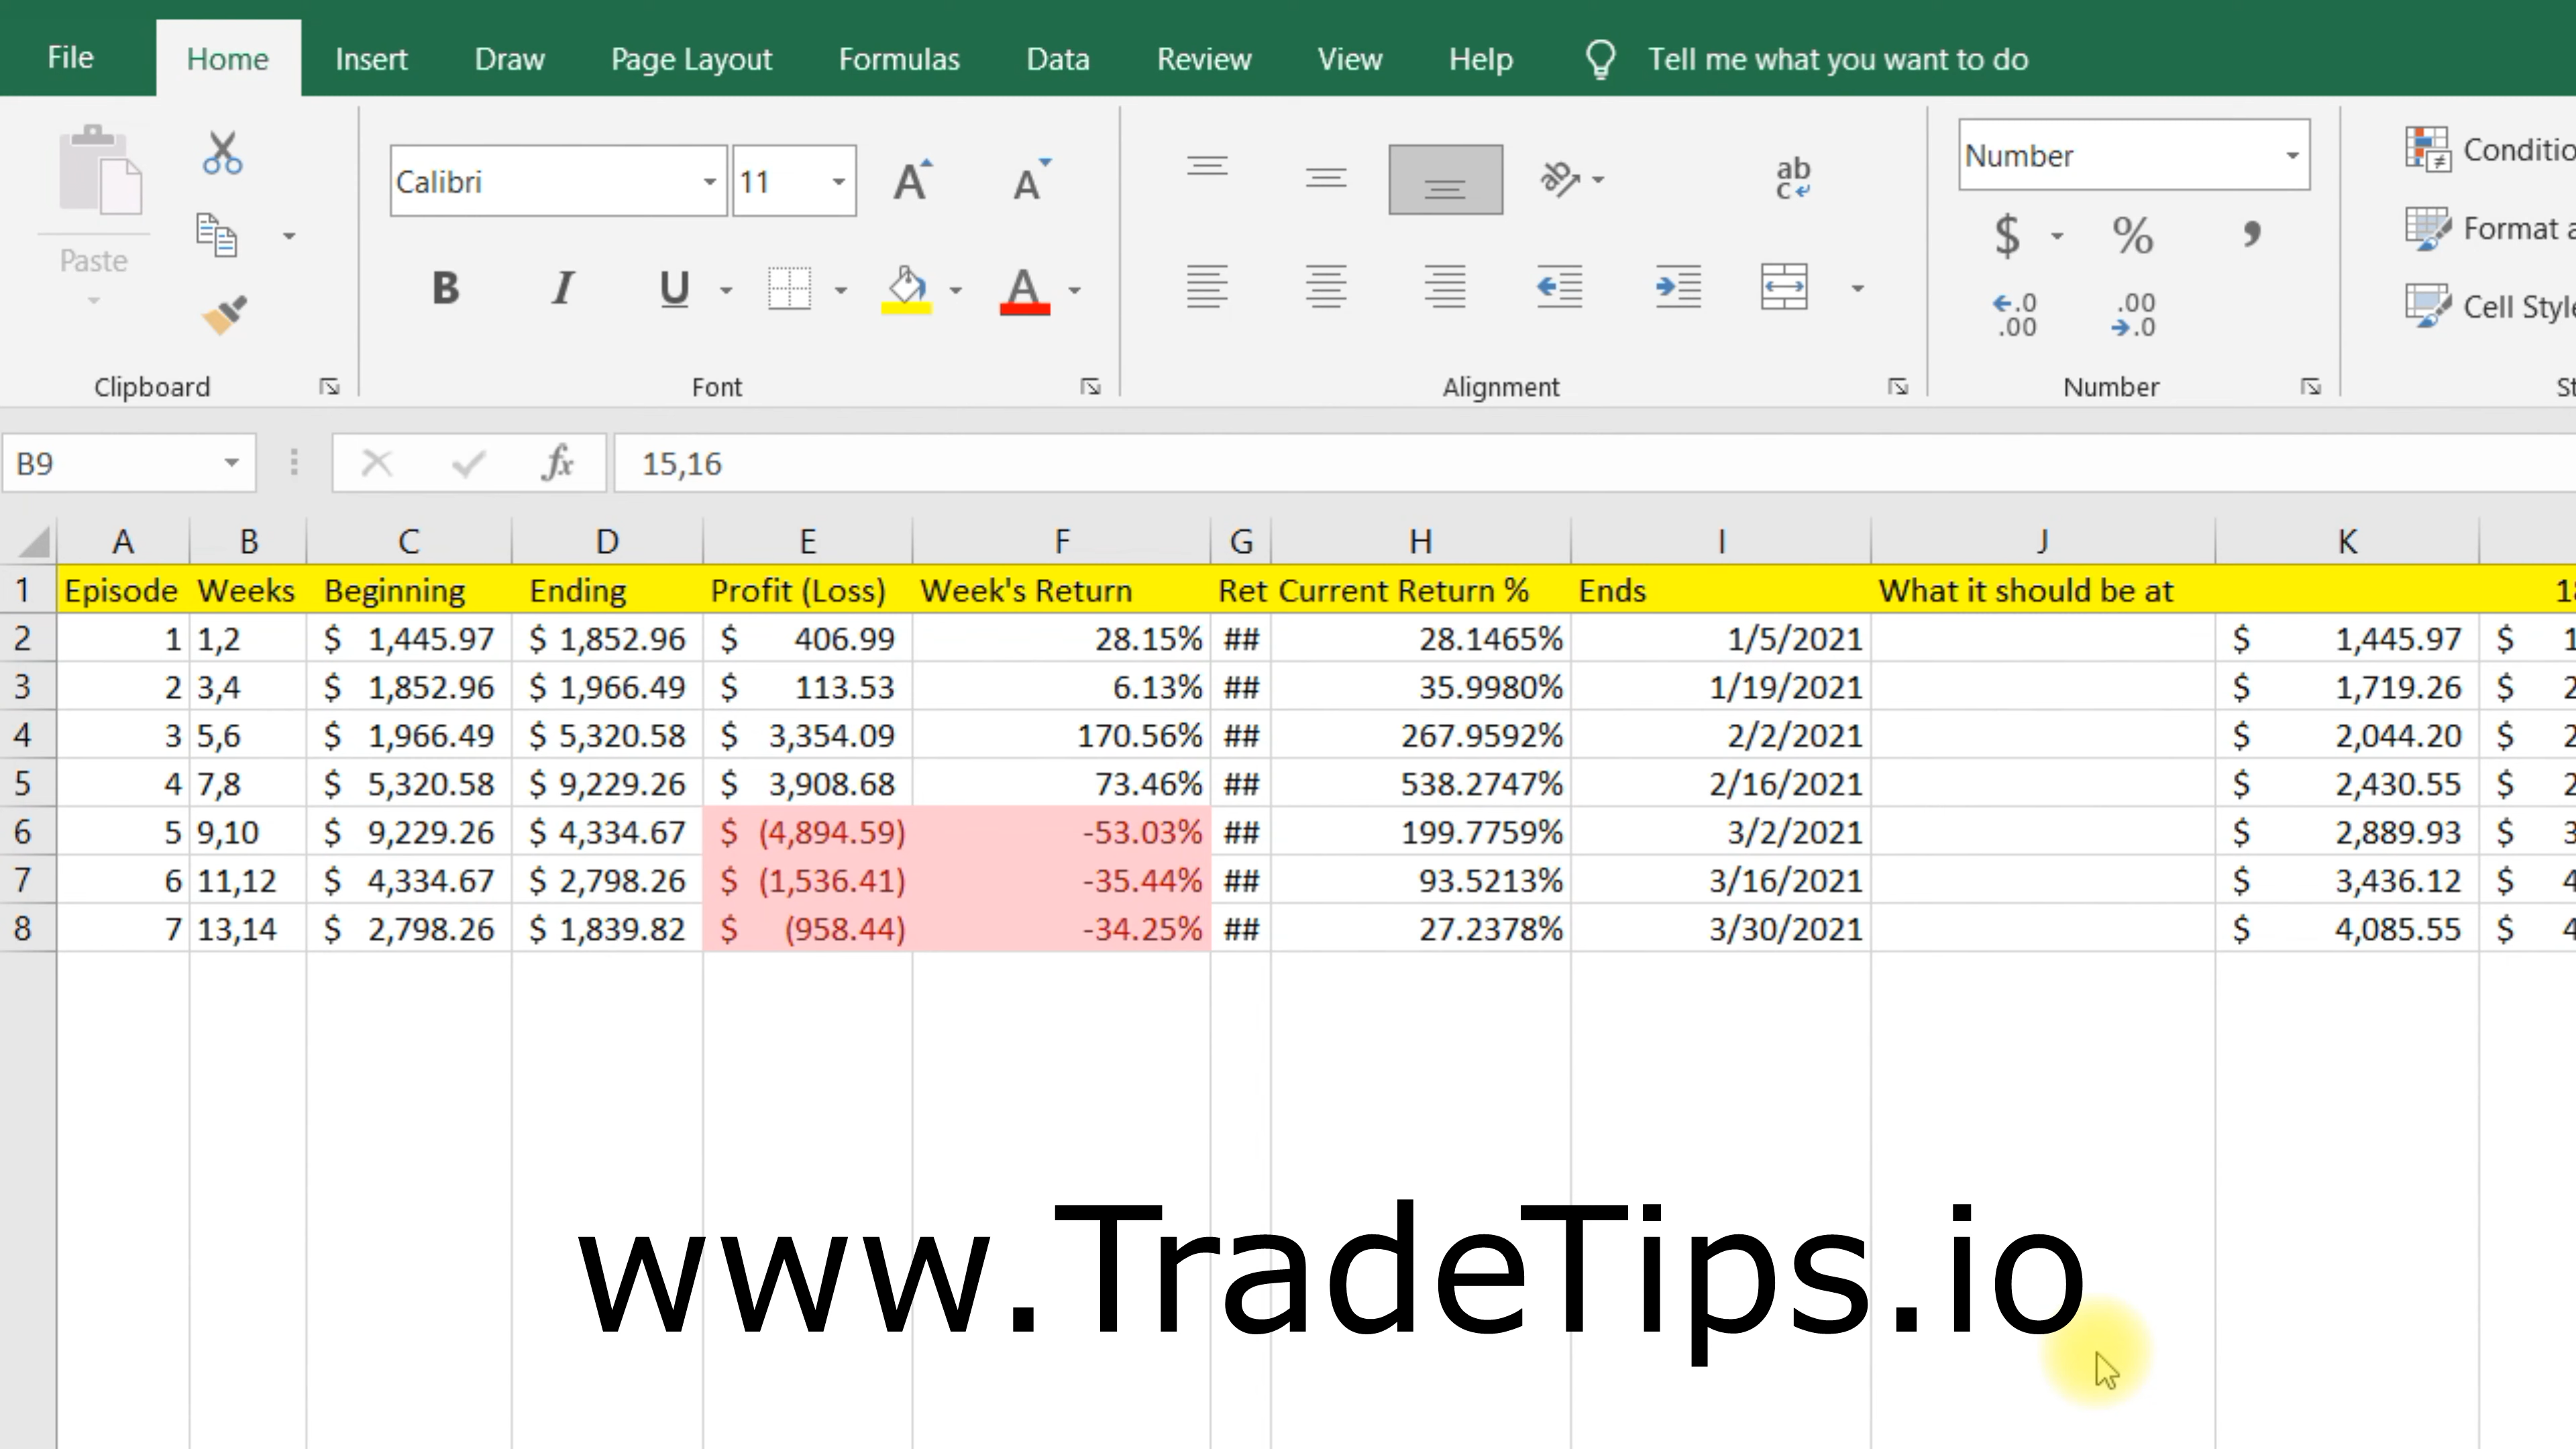 File Home Insert Draw Page Layout Formulas Data Review View Help Tell me what you want to do
Paste
Calibri 11
ab
ab
c
Number
$ % ,
.0
.00
.00
.0
B I U A
Clipboard Font Alignment Number
B9 fx 15,16
A B C D E F G H I J K
1 Episode Weeks Beginning Ending Profit (Loss) Week's Return Ret Current Return % Ends What it should be at
2 1 1,2 $ 1,445.97 $ 1,852.96 $ 406.99 28.15% ## 28.1465% 1/5/2021 $ 1,445.97 $
3 2 3,4 $ 1,852.96 $ 1,966.49 $ 113.53 6.13% ## 35.9980% 1/19/2021 $ 1,719.26 $
4 3 5,6 $ 1,966.49 $ 5,320.58 $ 3,354.09 170.56% ## 267.9592% 2/2/2021 $ 2,044.20 $
5 4 7,8 $ 5,320.58 $ 9,229.26 $ 3,908.68 73.46% ## 538.2747% 2/16/2021 $ 2,430.55 $
6 5 9,10 $ 9,229.26 $ 4,334.67 $ (4,894.59) -53.03% ## 199.7759% 3/2/2021 $ 2,889.93 $
7 6 11,12 $ 4,334.67 $ 2,798.26 $ (1,536.41) -35.44% ## 93.5213% 3/16/2021 $ 3,436.12 $
8 7 13,14 $ 2,798.26 $ 1,839.82 $ (958.44) -34.25% ## 27.2378% 3/30/2021 $ 4,085.55 $
www.TradeTips.io